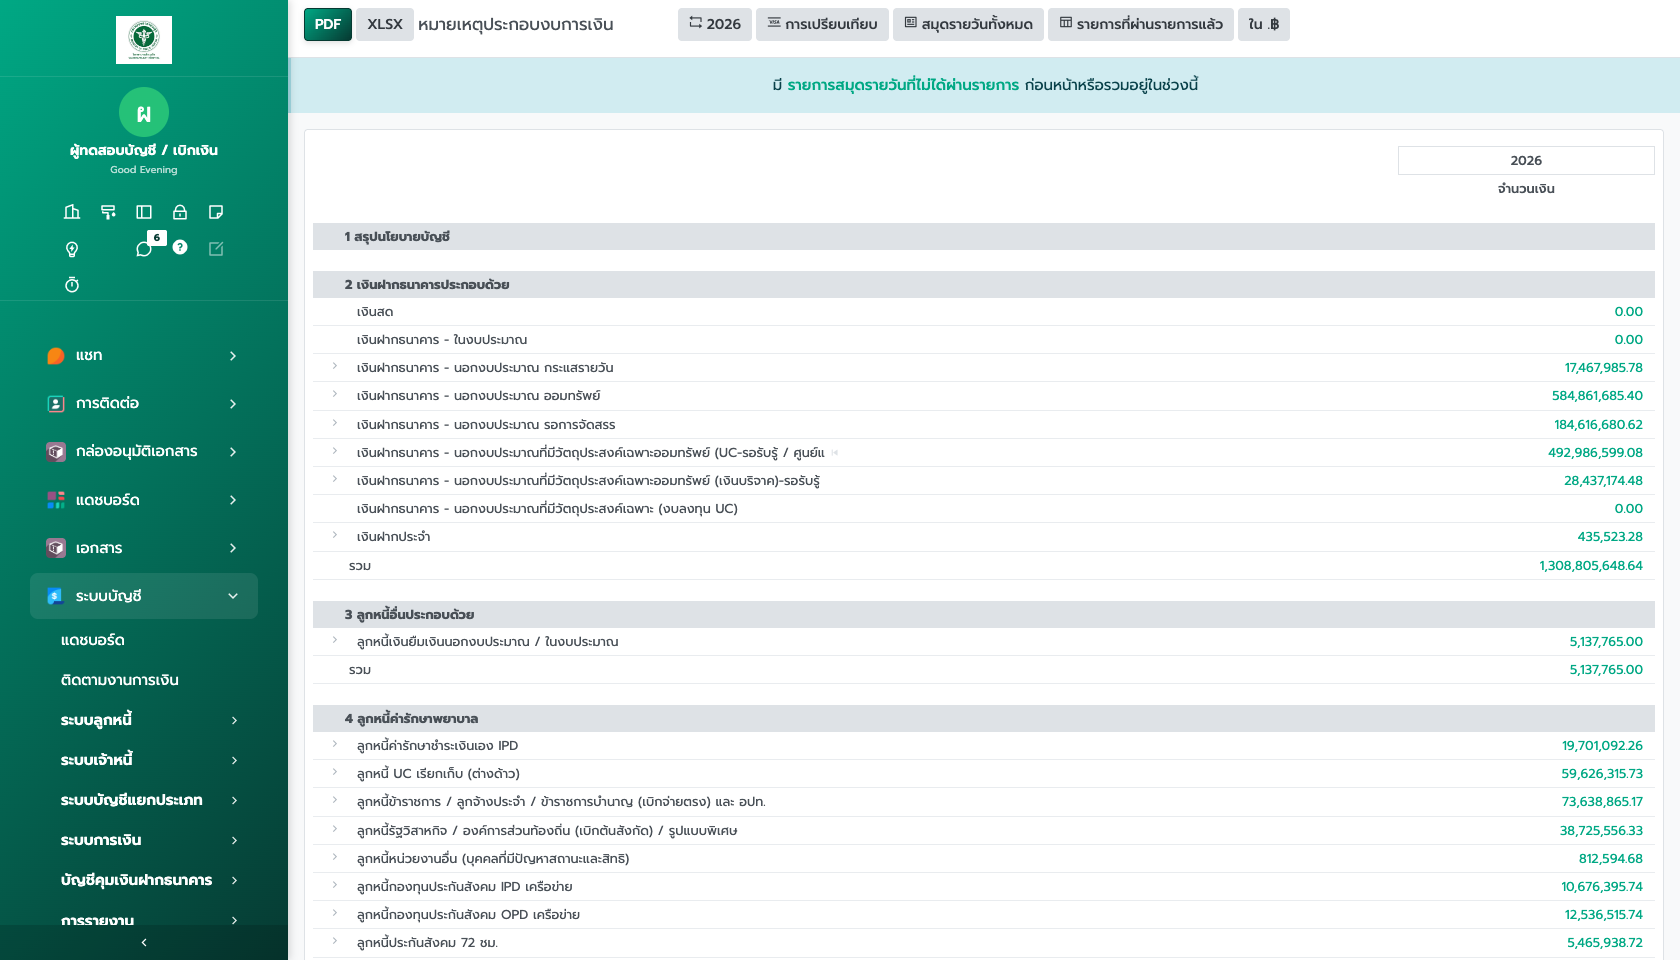 PDF
XLSX
หมายเหตุประกอบงบการเงิน
2026
การเปรียบเทียบ
สมุดรายวันทั้งหมด
รายการที่ผ่านรายการแล้ว
ใน .฿
มี รายการสมุดรายวันที่ไม่ได้ผ่านรายการ ก่อนหน้าหรือรวมอยู่ในช่วงนี้
ผ
ผู้ทดสอบบัญชี / เบิกเงิน
Good Evening
6
แชท
การติดต่อ
กล่องอนุมัติเอกสาร
แดชบอร์ด
เอกสาร
ระบบบัญชี
แดชบอร์ด
ติดตามงานการเงิน
ระบบลูกหนี้
ระบบเจ้าหนี้
ระบบบัญชีแยกประเภท
ระบบการเงิน
บัญชีคุมเงินฝากธนาคาร
การรายงาน
2026
จำนวนเงิน
1 สรุปนโยบายบัญชี
2 เงินฝากธนาคารประกอบด้วย
เงินสด 0.00
เงินฝากธนาคาร - ในงบประมาณ 0.00
เงินฝากธนาคาร - นอกงบประมาณ กระแสรายวัน 17,467,985.78
เงินฝากธนาคาร - นอกงบประมาณ ออมทรัพย์ 584,861,685.40
เงินฝากธนาคาร - นอกงบประมาณ รอการจัดสรร 184,616,680.62
เงินฝากธนาคาร - นอกงบประมาณที่มีวัตถุประสงค์เฉพาะออมทรัพย์ (UC-รอรับรู้ / ศูนย์แ 492,986,599.08
เงินฝากธนาคาร - นอกงบประมาณที่มีวัตถุประสงค์เฉพาะออมทรัพย์ (เงินบริจาค)-รอรับรู้ 28,437,174.48
เงินฝากธนาคาร - นอกงบประมาณที่มีวัตถุประสงค์เฉพาะ (งบลงทุน UC) 0.00
เงินฝากประจำ 435,523.28
รวม 1,308,805,648.64
3 ลูกหนี้อื่นประกอบด้วย
ลูกหนี้เงินยืมเงินนอกงบประมาณ / ในงบประมาณ 5,137,765.00
รวม 5,137,765.00
4 ลูกหนี้ค่ารักษาพยาบาล
ลูกหนี้ค่ารักษาชำระเงินเอง IPD 19,701,092.26
ลูกหนี้ UC เรียกเก็บ (ต่างด้าว) 59,626,315.73
ลูกหนี้ข้าราชการ / ลูกจ้างประจำ / ข้าราชการบำนาญ (เบิกจ่ายตรง) และ อปท. 73,638,865.17
ลูกหนี้รัฐวิสาหกิจ / องค์การส่วนท้องถิ่น (เบิกต้นสังกัด) / รูปแบบพิเศษ 38,725,556.33
ลูกหนี้หน่วยงานอื่น (บุคคลที่มีปัญหาสถานะและสิทธิ) 812,594.68
ลูกหนี้กองทุนประกันสังคม IPD เครือข่าย 10,676,395.74
ลูกหนี้กองทุนประกันสังคม OPD เครือข่าย 12,536,515.74
ลูกหนี้ประกันสังคม 72 ชม. 5,465,938.72